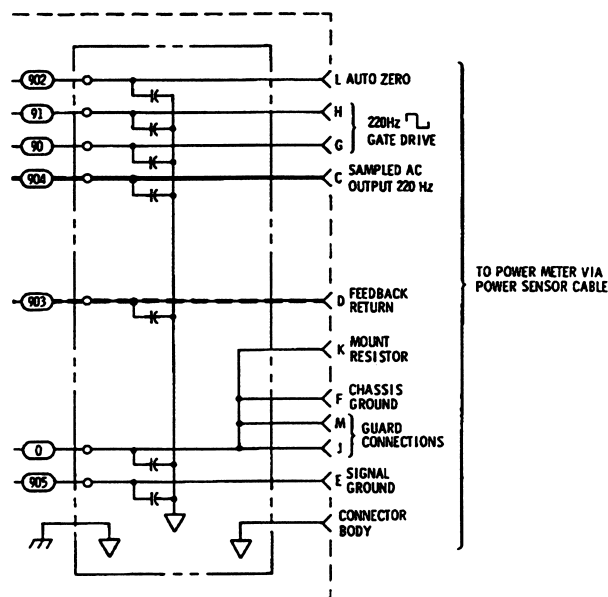 902
L AUTO ZERO
91
H
220Hz
GATE DRIVE
90
G
904
C SAMPLED AC
OUTPUT 220 Hz
TO POWER METER VIA
POWER SENSOR CABLE
903
D FEEDBACK
RETURN
K MOUNT
RESISTOR
F CHASSIS
GROUND
M
GUARD
CONNECTIONS
0
J
905
E SIGNAL
GROUND
CONNECTOR
BODY